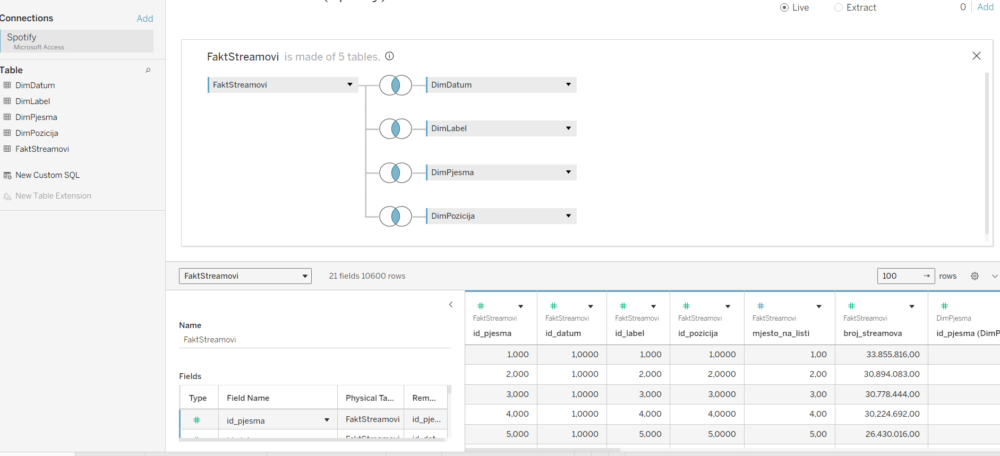 Live
Extract
0
Add
Connections
Add
Spotify
Microsoft Access
Table
DimDatum
DimLabel
DimPjesma
DimPozicija
FaktStreamovi
New Custom SQL
New Table Extension
FaktStreamovi is made of 5 tables.
FaktStreamovi
DimDatum
DimLabel
DimPjesma
DimPozicija
FaktStreamovi
21 fields 10600 rows
100
rows
Name
FaktStreamovi
Fields
Type Field Name Physical Ta... Rem...
id_pjesma FaktStreamovi id_pje...
FaktStreamovi FaktStreamovi FaktStreamovi FaktStreamovi FaktStreamovi FaktStreamovi DimPjesma
id_pjesma id_datum id_label id_pozicija mjesto_na_listi broj_streamova id_pjesma (DimP
1,000 1,0000 1,000 1,0000 1,00 33.855.816,00
2,000 1,0000 2,000 2,0000 2,00 30.894.083,00
3,000 1,0000 3,000 3,0000 3,00 30.778.444,00
4,000 1,0000 4,000 4,0000 4,00 30.224.692,00
5,000 1,0000 5,000 5,0000 5,00 26.430.016,00